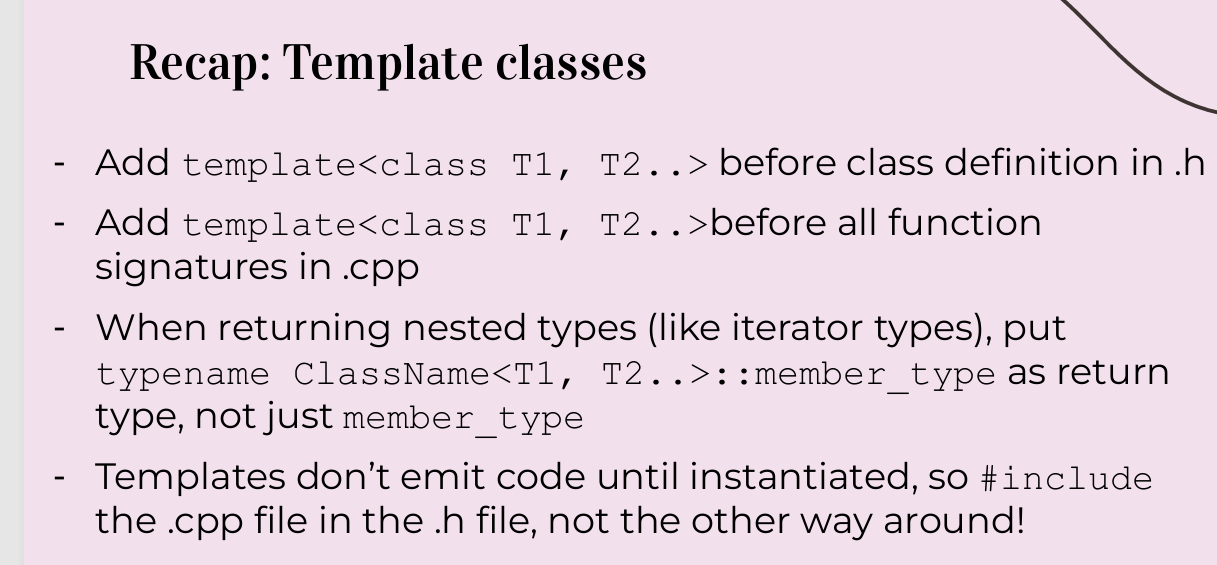 Recap: Template classes
- Add template<class T1, T2..> before class definition in .h
- Add template<class T1, T2..>before all function
signatures in .cpp
- When returning nested types (like iterator types), put
typename ClassName<T1, T2..>::member_type as return
type, not just member_type
- Templates don’t emit code until instantiated, so #include
the .cpp file in the .h file, not the other way around!